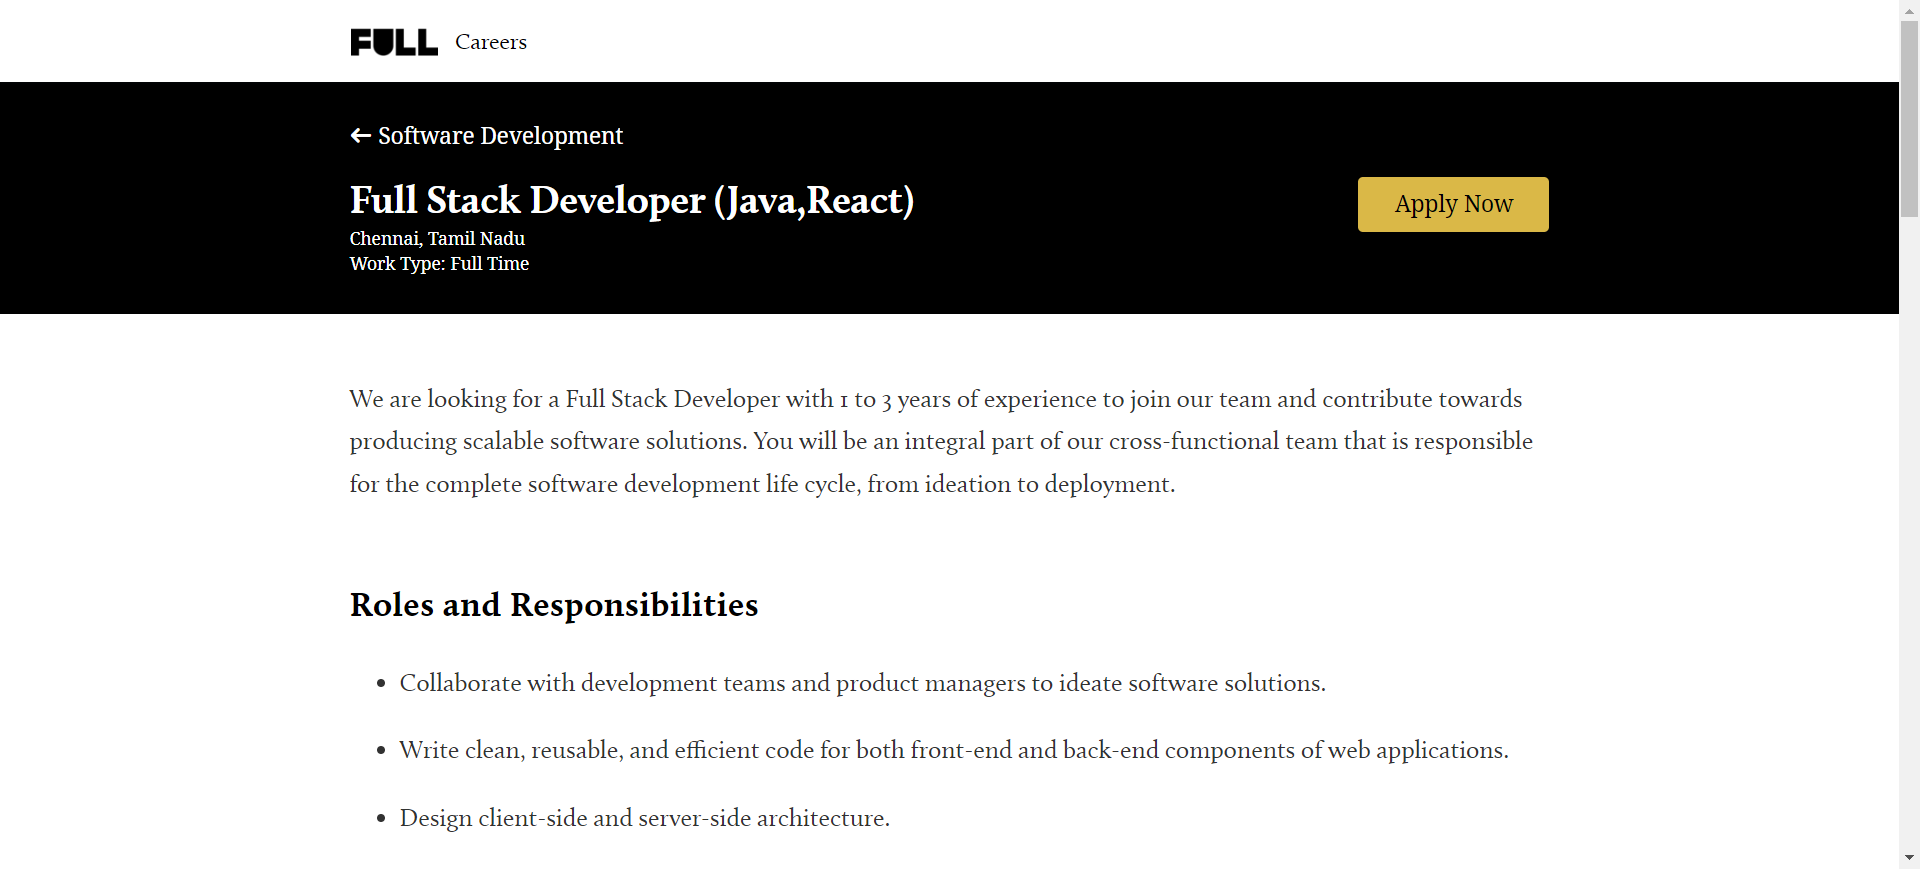 FULL Careers
← Software Development
Full Stack Developer (Java,React)
Apply Now
Chennai, Tamil Nadu
Work Type: Full Time
We are looking for a Full Stack Developer with 1 to 3 years of experience to join our team and contribute towards
producing scalable software solutions. You will be an integral part of our cross-functional team that is responsible
for the complete software development life cycle, from ideation to deployment.
Roles and Responsibilities
• Collaborate with development teams and product managers to ideate software solutions.
• Write clean, reusable, and efficient code for both front-end and back-end components of web applications.
• Design client-side and server-side architecture.